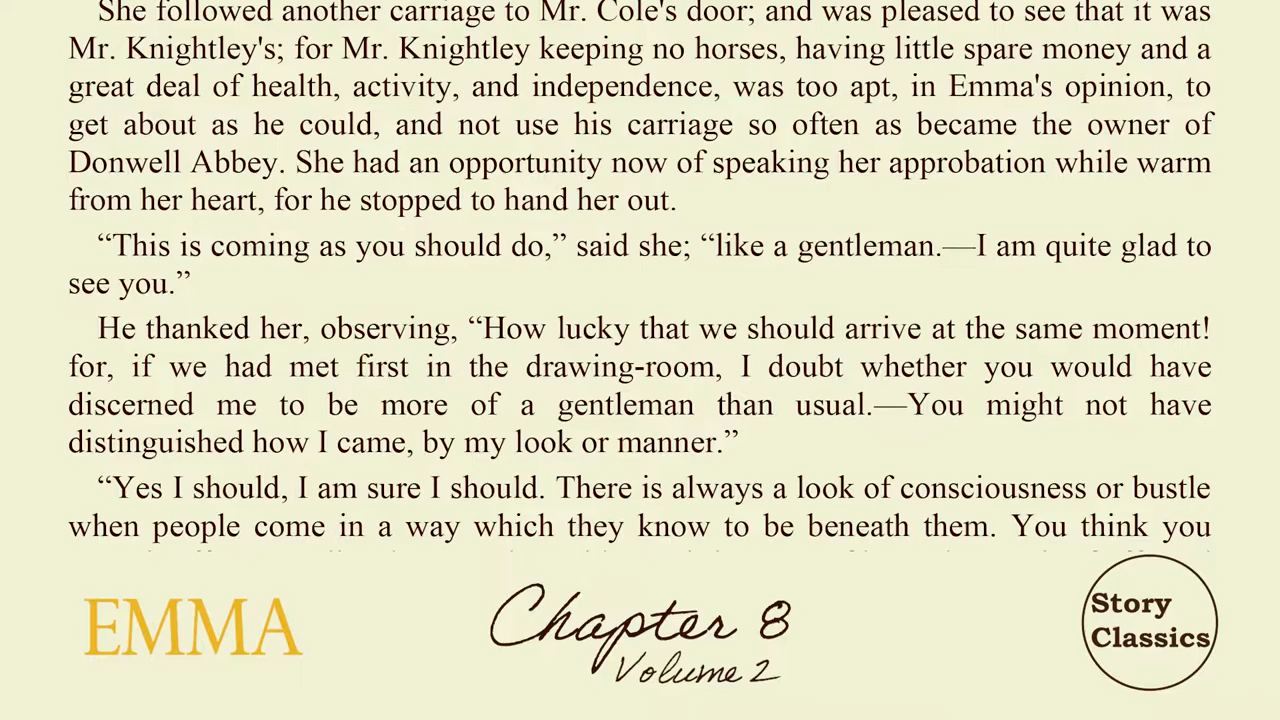 She followed another carriage to Mr. Cole's door; and was pleased to see that it was
Mr. Knightley's; for Mr. Knightley keeping no horses, having little spare money and a
great deal of health, activity, and independence, was too apt, in Emma's opinion, to
get about as he could, and not use his carriage so often as became the owner of
Donwell Abbey. She had an opportunity now of speaking her approbation while warm
from her heart, for he stopped to hand her out.
“This is coming as you should do,” said she; “like a gentleman.—I am quite glad to
see you.”
He thanked her, observing, “How lucky that we should arrive at the same moment!
for, if we had met first in the drawing-room, I doubt whether you would have
discerned me to be more of a gentleman than usual.—You might not have
distinguished how I came, by my look or manner.”
“Yes I should, I am sure I should. There is always a look of consciousness or bustle
when people come in a way which they know to be beneath them. You think you
EMMA
Chapter 8
Volume 2
Story
Classics